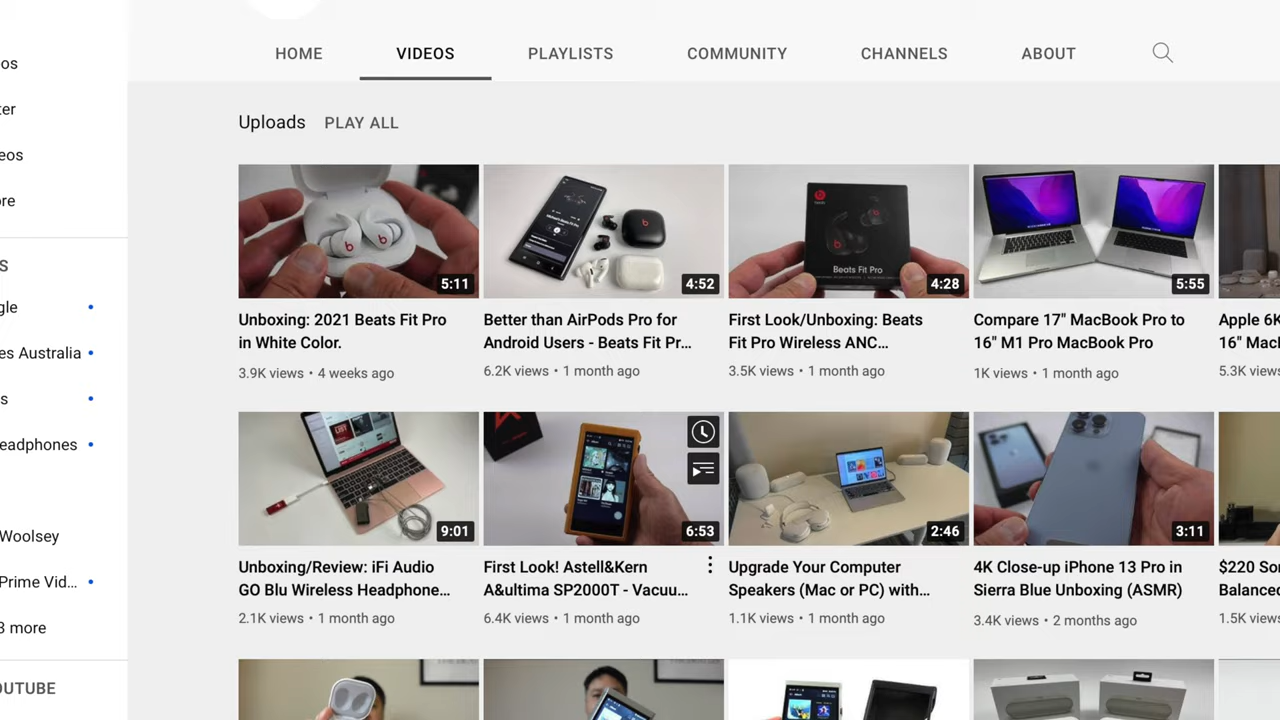 HOME VIDEOS PLAYLISTS COMMUNITY CHANNELS ABOUT
os
ter
eos
ore
S
gle
es Australia
s
eadphones
Woolsey
Prime Vid...
3 more
OUTUBE
Uploads PLAY ALL
5:11
Unboxing: 2021 Beats Fit Pro
in White Color.
3.9K views • 4 weeks ago
4:52
Better than AirPods Pro for
Android Users - Beats Fit Pr...
6.2K views • 1 month ago
Beats Fit Pro
4:28
First Look/Unboxing: Beats
Fit Pro Wireless ANC...
3.5K views • 1 month ago
5:55
Compare 17" MacBook Pro to
16" M1 Pro MacBook Pro
1K views • 1 month ago
Apple 6K
16" Mac
5.3K views
9:01
Unboxing/Review: iFi Audio
GO Blu Wireless Headphone...
2.1K views • 1 month ago
6:53
First Look! Astell&Kern
A&ultima SP2000T - Vacuu...
6.4K views • 1 month ago
2:46
Upgrade Your Computer
Speakers (Mac or PC) with...
1.1K views • 1 month ago
3:11
4K Close-up iPhone 13 Pro in
Sierra Blue Unboxing (ASMR)
3.4K views • 2 months ago
$220 So
Balanced
1.5K views